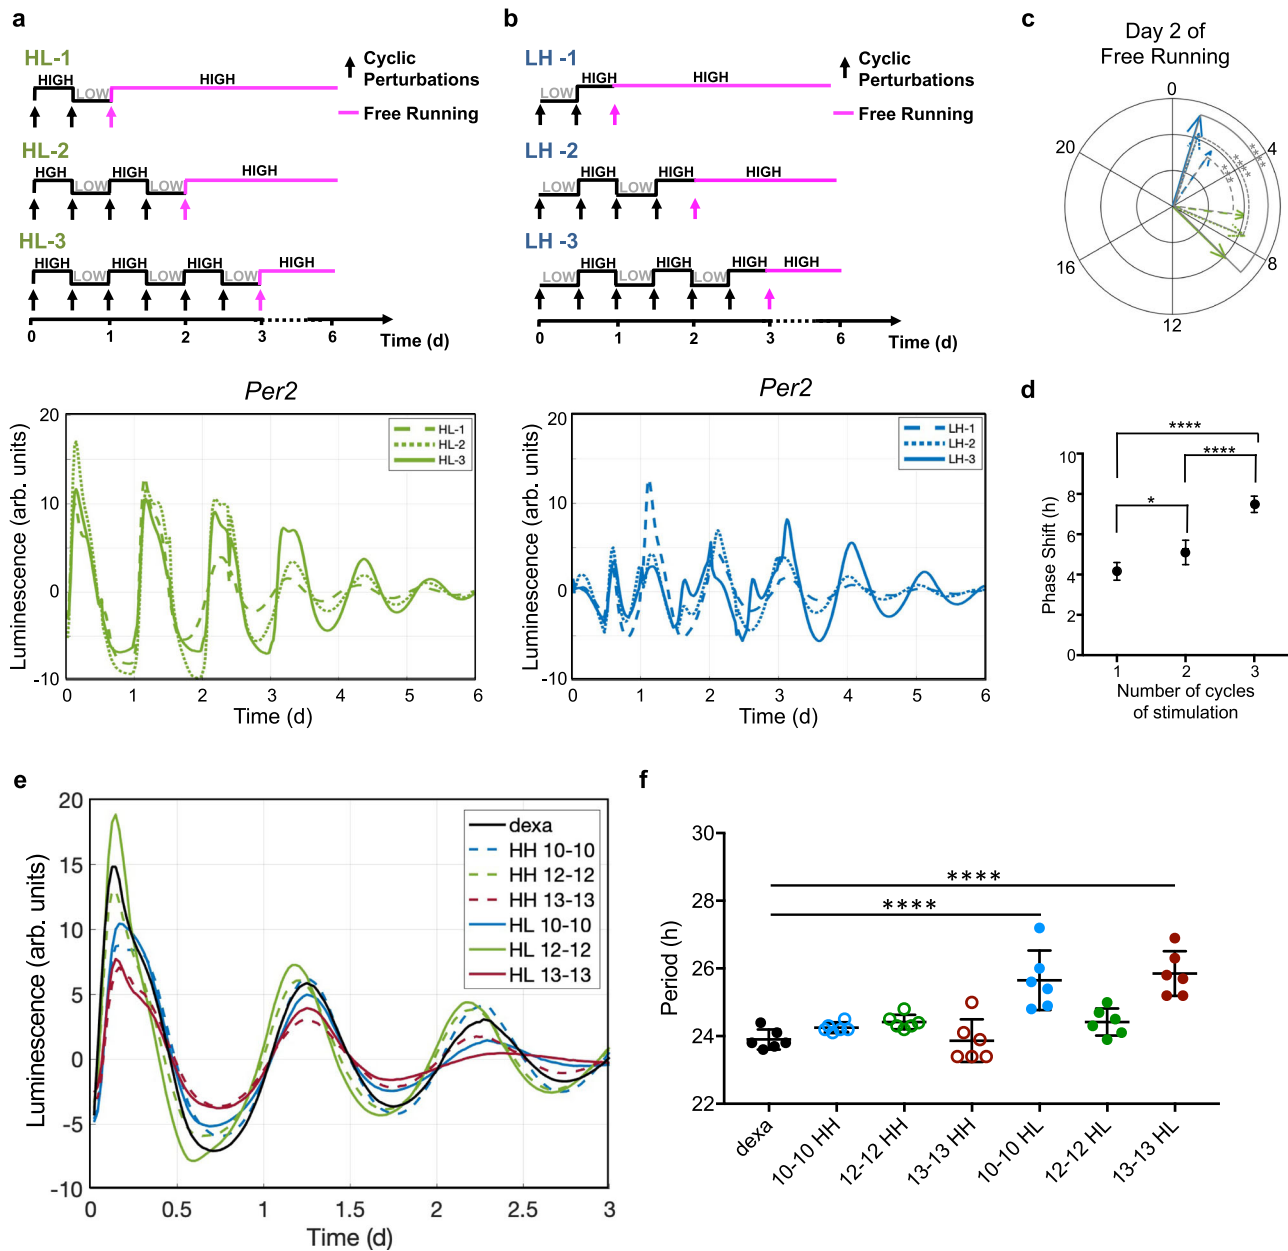 a
HL-1
HIGH
LOW
HIGH
Cyclic
Perturbations
Free Running
HL-2
HIGH
LOW
HIGH
LOW
HIGH
HL-3
HIGH
LOW
HIGH
LOW
HIGH
LOW
HIGH
0
1
2
3
6
Time (d)
b
LH -1
LOW
HIGH
HIGH
Cyclic
Perturbations
Free Running
LH -2
LOW
HIGH
LOW
HIGH
HIGH
LH -3
LOW
HIGH
LOW
HIGH
LOW
HIGH
HIGH
0
1
2
3
6
Time (d)
c
Day 2 of
Free Running
0
4
8
12
16
20
****
****
***
Per2
Luminescence (arb. units)
20
10
0
-10
HL-1
HL-2
HL-3
0 1 2 3 4 5 6
Time (d)
Per2
Luminescence (arb. units)
20
10
0
-10
LH-1
LH-2
LH-3
0 1 2 3 4 5 6
Time (d)
d
Phase Shift (h)
10
8
6
4
2
0
****
****
*
1 2 3
Number of cycles
of stimulation
e
Luminescence (arb. units)
20
15
10
5
0
-5
-10
dexa
HH 10-10
HH 12-12
HH 13-13
HL 10-10
HL 12-12
HL 13-13
0 0.5 1 1.5 2 2.5 3
Time (d)
f
Period (h)
30
28
26
24
22
****
****
dexa
10-10 HH
12-12 HH
13-13 HH
10-10 HL
12-12 HL
13-13 HL